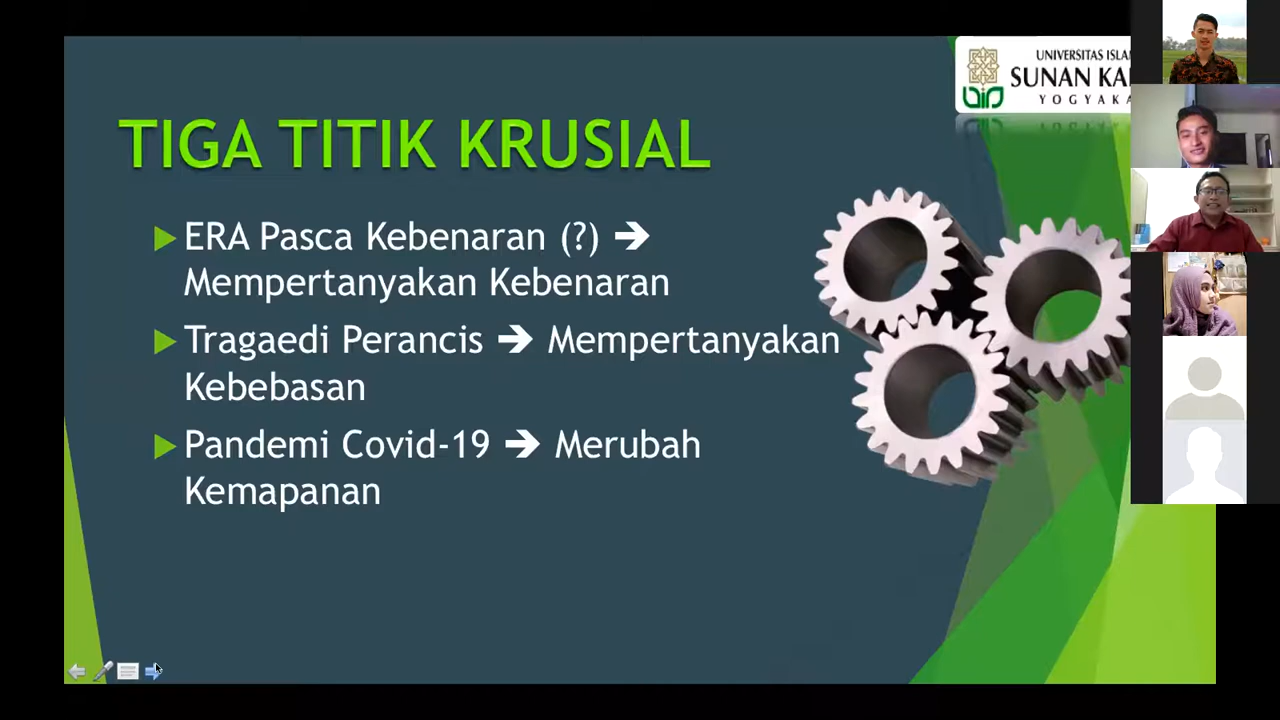 UNIVERSITAS ISLA
SUNAN KA
YOGYAKA
TIGA TITIK KRUSIAL
ERA Pasca Kebenaran (?) ➔
Mempertanyakan Kebenaran
Tragaedi Perancis ➔ Mempertanyakan
Kebebasan
Pandemi Covid-19 ➔ Merubah
Kemapanan